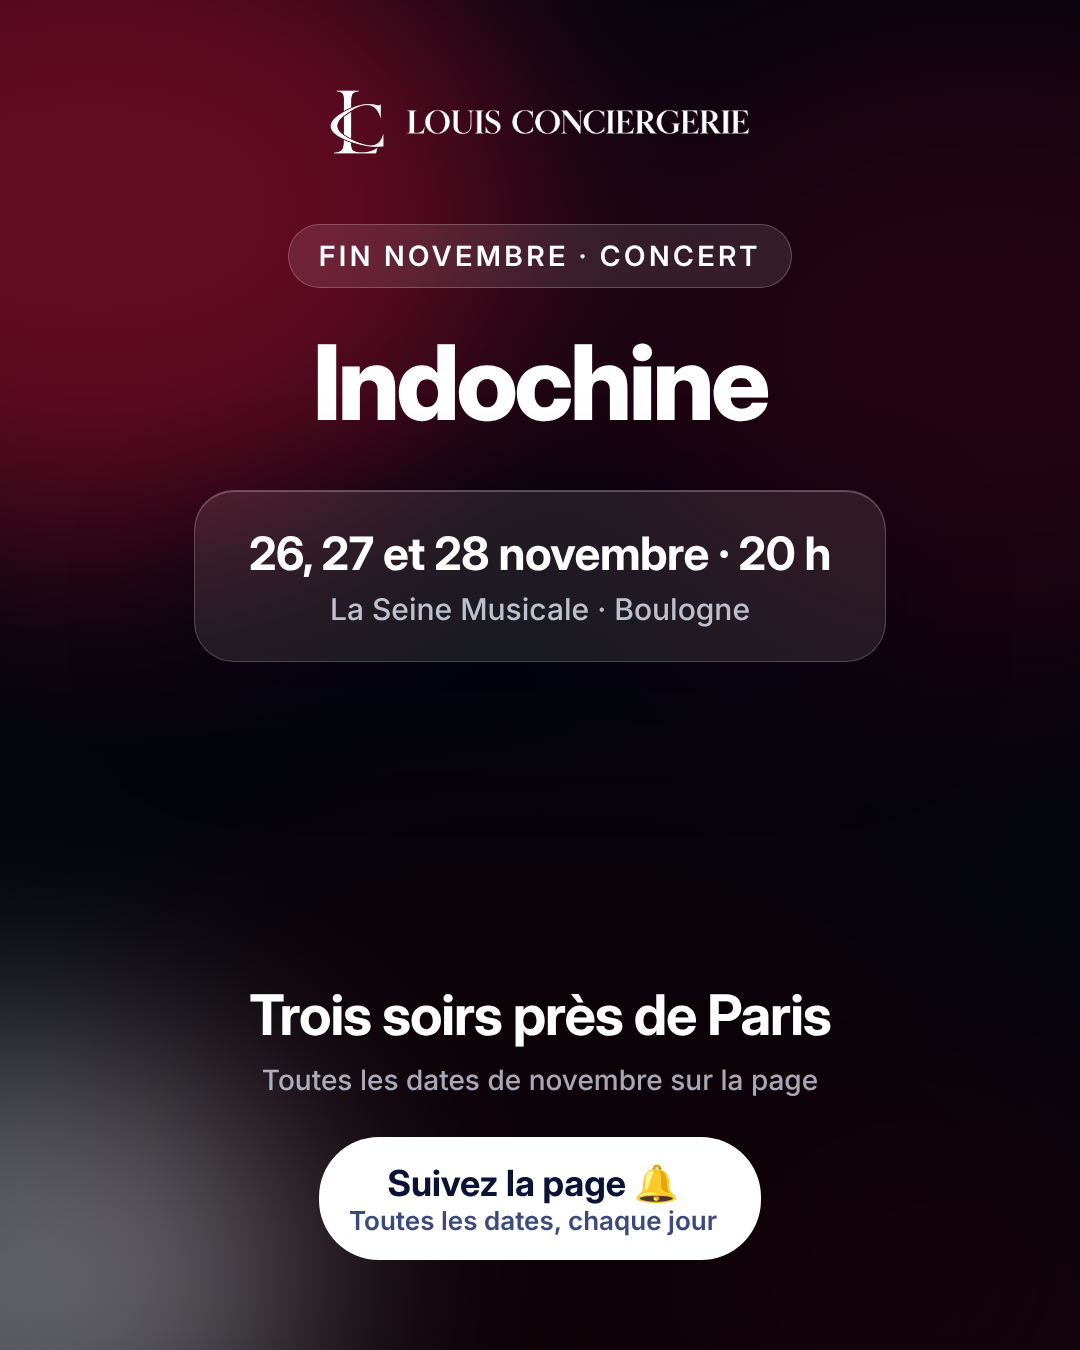 LOUIS CONCIERGERIE
FIN NOVEMBRE · CONCERT
Indochine
26, 27 et 28 novembre · 20 h
La Seine Musicale · Boulogne
Trois soirs près de Paris
Toutes les dates de novembre sur la page
Suivez la page 🔔
Toutes les dates, chaque jour